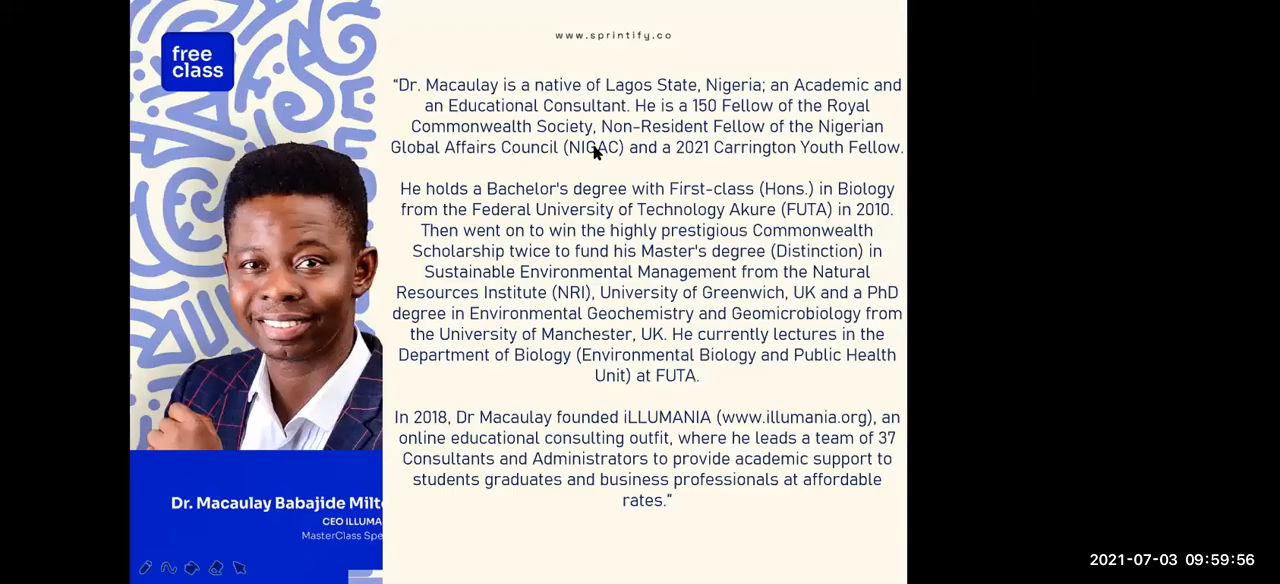 free
class
www.sprintify.co
“Dr. Macaulay is a native of Lagos State, Nigeria; an Academic and
an Educational Consultant. He is a 150 Fellow of the Royal
Commonwealth Society, Non-Resident Fellow of the Nigerian
Global Affairs Council (NIGAC) and a 2021 Carrington Youth Fellow.
He holds a Bachelor's degree with First-class (Hons.) in Biology
from the Federal University of Technology Akure (FUTA) in 2010.
Then went on to win the highly prestigious Commonwealth
Scholarship twice to fund his Master's degree (Distinction) in
Sustainable Environmental Management from the Natural
Resources Institute (NRI), University of Greenwich, UK and a PhD
degree in Environmental Geochemistry and Geomicrobiology from
the University of Manchester, UK. He currently lectures in the
Department of Biology (Environmental Biology and Public Health
Unit) at FUTA.
In 2018, Dr Macaulay founded iLLUMANIA (www.illumania.org), an
online educational consulting outfit, where he leads a team of 37
Consultants and Administrators to provide academic support to
students graduates and business professionals at affordable
rates.”
Dr. Macaulay Babajide Milt
CEO ILLUMA
MasterClass Spe
2021-07-03 09:59:56